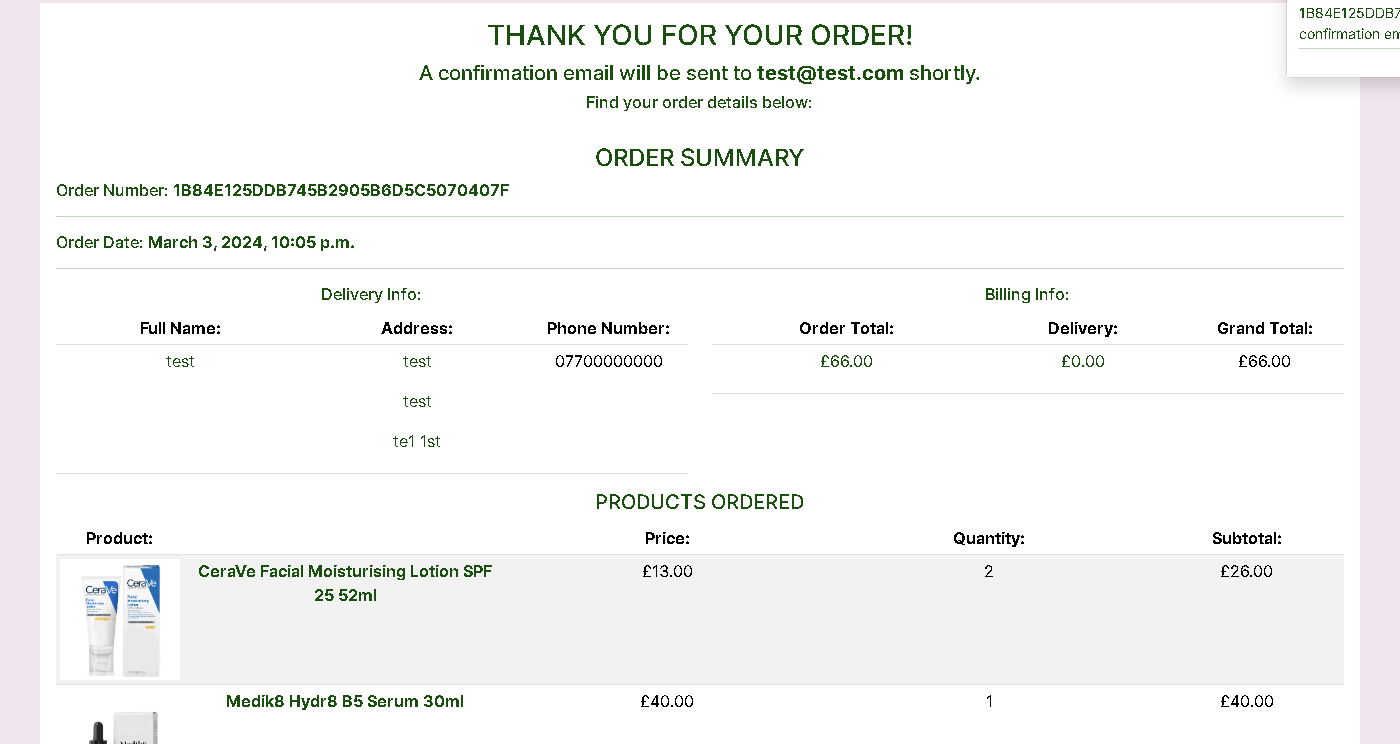 1B84E125DDB7
confirmation em
THANK YOU FOR YOUR ORDER!
A confirmation email will be sent to test@test.com shortly.
Find your order details below:
ORDER SUMMARY
Order Number: 1B84E125DDB745B2905B6D5C5070407F
Order Date: March 3, 2024, 10:05 p.m.
Delivery Info:
Full Name: Address: Phone Number:
test test 07700000000
test
te1 1st
Billing Info:
Order Total: Delivery: Grand Total:
£66.00 £0.00 £66.00
PRODUCTS ORDERED
Product: Price: Quantity: Subtotal:
CeraVe CeraVe
CeraVe Facial Moisturising Lotion SPF £13.00 2 £26.00
25 52ml
Medik8 Hydr8 B5 Serum 30ml £40.00 1 £40.00